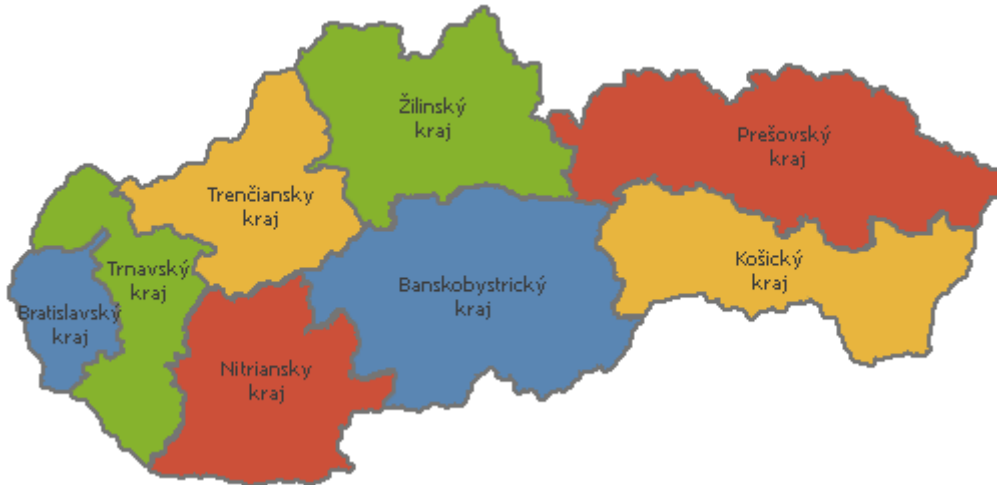 Žilinský
kraj
Prešovský
kraj
Trenčiansky
kraj
Trnavský
kraj
Banskobystrický
kraj
Košický
kraj
Bratislavský
kraj
Nitriansky
kraj